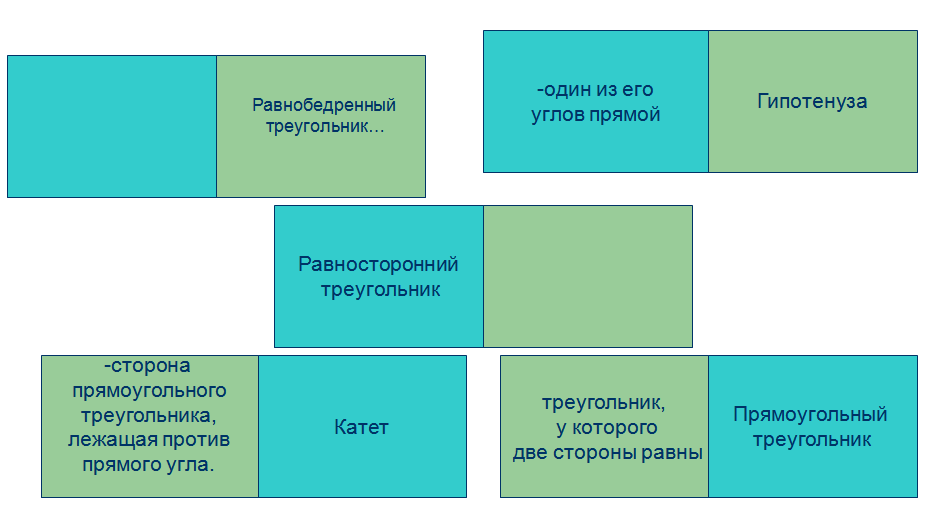 Равнобедренный
треугольник…
-один из его
углов прямой
Гипотенуза
Равносторонний
треугольник
-сторона
прямоугольного
треугольника,
лежащая против
прямого угла.
Катет
треугольник,
у которого
две стороны равны
Прямоугольный
треугольник